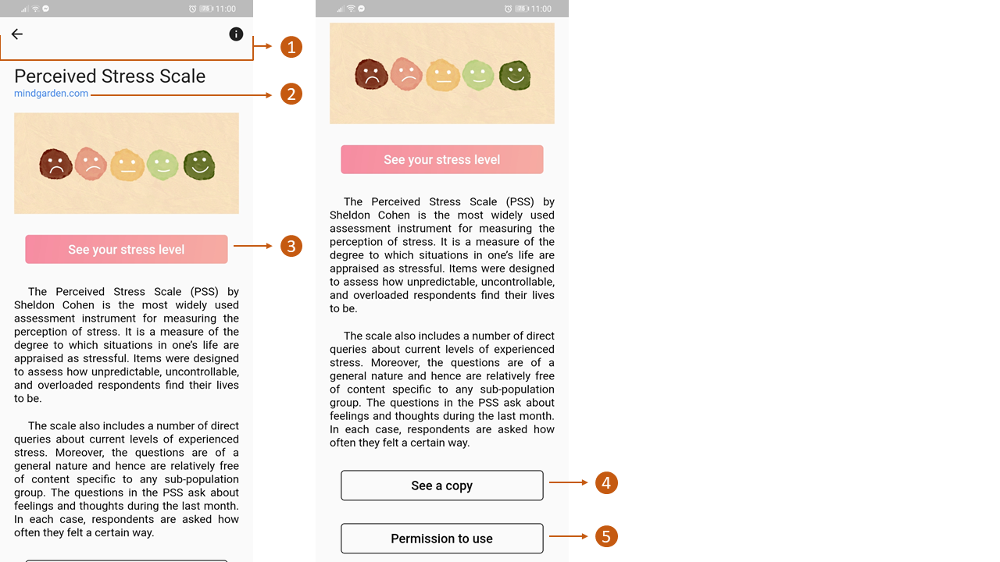 75 11:00
1
Perceived Stress Scale
mindgarden.com
2
See your stress level
3
The Perceived Stress Scale (PSS) by
Sheldon Cohen is the most widely used
assessment instrument for measuring the
perception of stress. It is a measure of the
degree to which situations in one’s life are
appraised as stressful. Items were designed
to assess how unpredictable, uncontrollable,
and overloaded respondents find their lives
to be.
The scale also includes a number of direct
queries about current levels of experienced
stress. Moreover, the questions are of a
general nature and hence are relatively free
of content specific to any sub-population
group. The questions in the PSS ask about
feelings and thoughts during the last month.
In each case, respondents are asked how
often they felt a certain way.
75 11:00
See your stress level
The Perceived Stress Scale (PSS) by
Sheldon Cohen is the most widely used
assessment instrument for measuring the
perception of stress. It is a measure of the
degree to which situations in one’s life are
appraised as stressful. Items were designed
to assess how unpredictable, uncontrollable,
and overloaded respondents find their lives
to be.
The scale also includes a number of direct
queries about current levels of experienced
stress. Moreover, the questions are of a
general nature and hence are relatively free
of content specific to any sub-population
group. The questions in the PSS ask about
feelings and thoughts during the last month.
In each case, respondents are asked how
often they felt a certain way.
See a copy
4
Permission to use
5